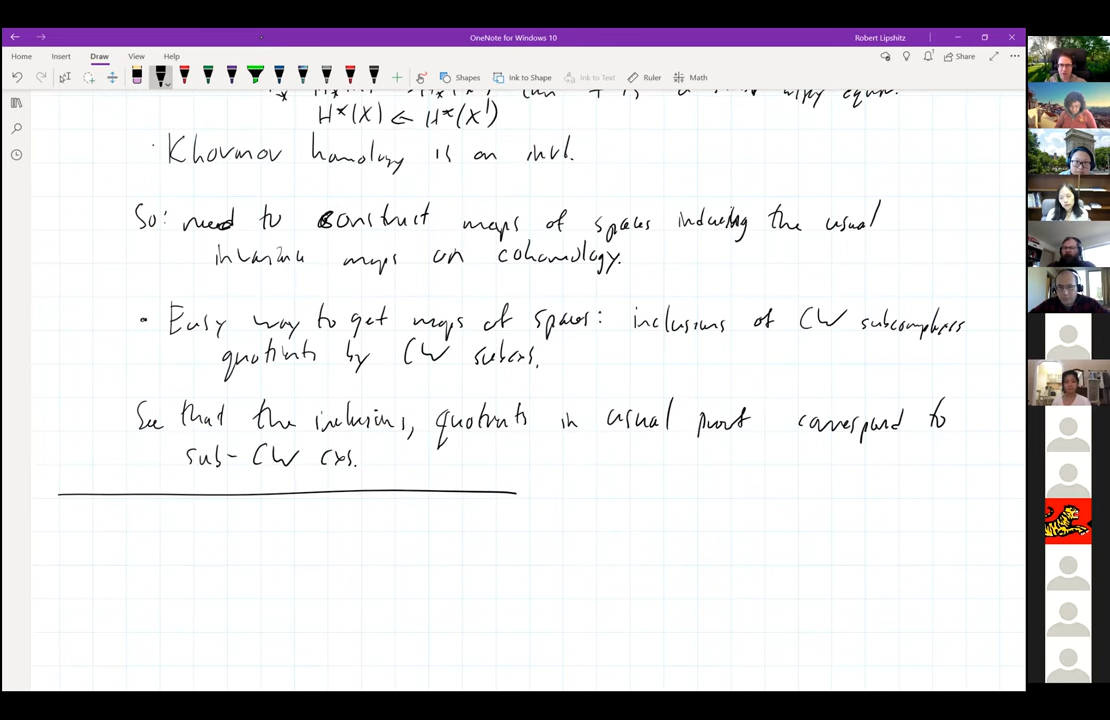 OneNote for Windows 10
Robert Lipshitz
Home Insert Draw View Help
Shapes Ink to Shape Ink to Text Ruler Math Share
H*(X) ← H*(X')
Khovanov homology is an invt.
So: need to construct maps of spaces inducing the usual
invariance maps on cohomology.
• Easy way to get maps of spaces: inclusions of CW subcomplexes
quotients by CW subcxs.
See that the inclusions, quotients in usual proof correspond to
sub-CW cxs.